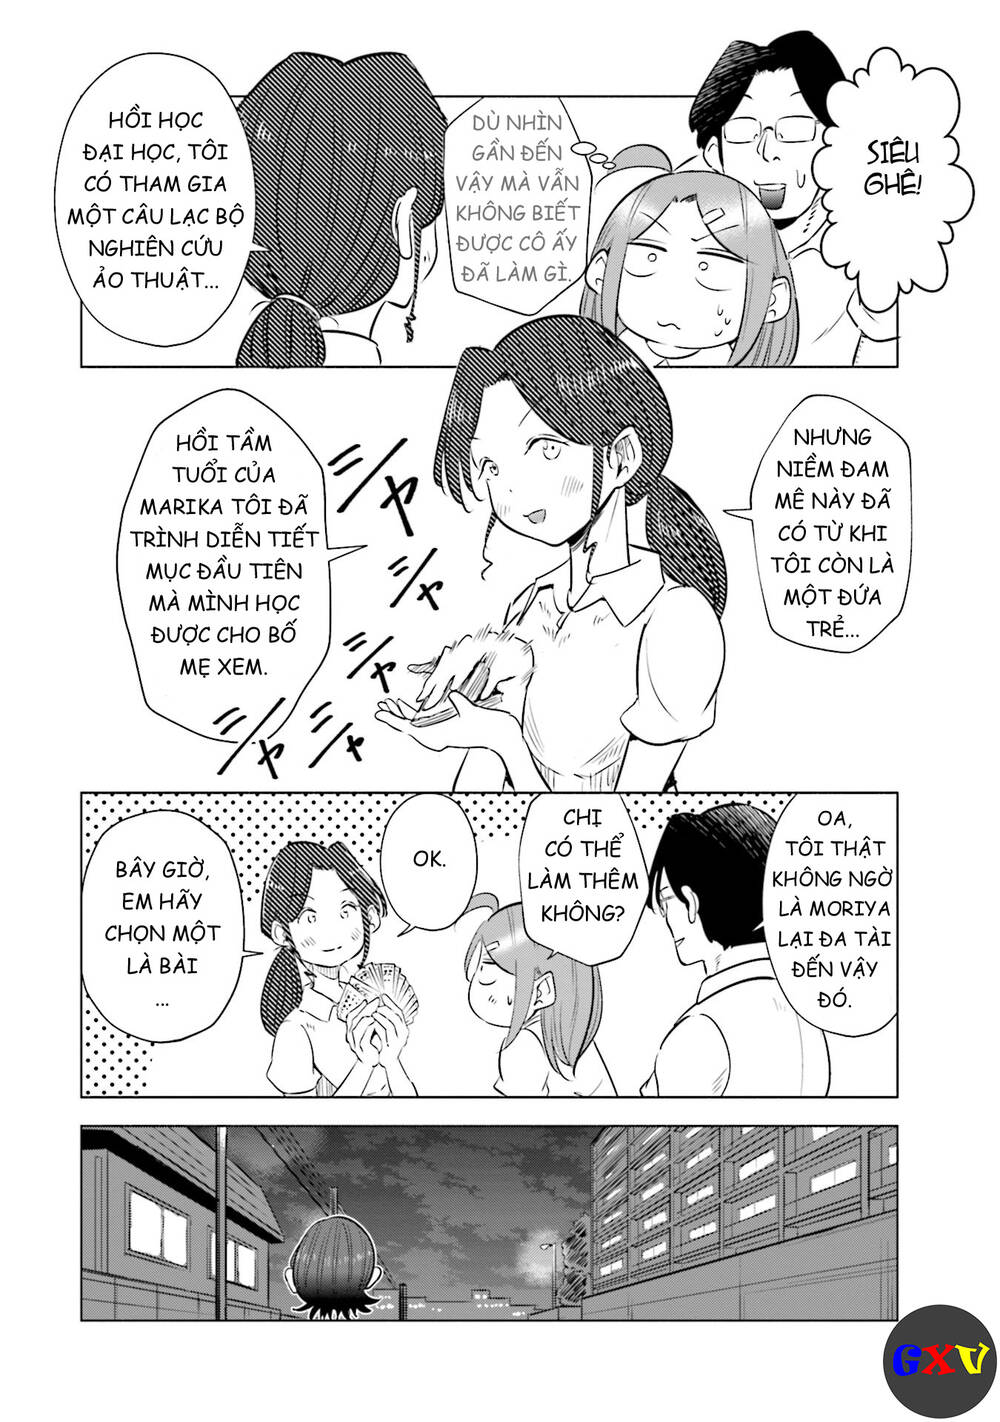 SIÊU
GHÊ!
DÙ NHÌN
GẦN ĐẾN
VẬY MÀ VẪN
KHÔNG BIẾT
ĐƯỢC CÔ ẤY
ĐÃ LÀM GÌ.
HỒI HỌC
ĐẠI HỌC, TÔI
CÓ THAM GIA
MỘT CÂU LẠC BỘ
NGHIÊN CỨU
ẢO THUẬT...
NHƯNG
NIỀM ĐAM
MÊ NÀY ĐÃ
CÓ TỪ KHI
TÔI CÒN LÀ
MỘT ĐỨA
TRẺ...
HỒI TẦM
TUỔI CỦA
MARIKA TÔI ĐÃ
TRÌNH DIỄN TIẾT
MỤC ĐẦU TIÊN
MÀ MÌNH HỌC
ĐƯỢC CHO BỐ
MẸ XEM.
シャ
シャ
シャ
シャ
シャ
OA,
TÔI THẬT
KHÔNG NGỜ
LÀ MORIYA
LẠI ĐA TÀI
ĐẾN VẬY
ĐÓ.
CHỊ
CÓ THỂ
LÀM THÊM
KHÔNG?
OK.
BÂY GIỜ,
EM HÃY
CHỌN MỘT
LÁ BÀI
...
GXV